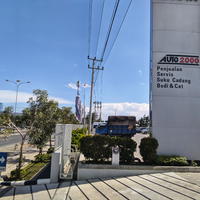 AUTO2000
Penjualan
Servis
Suku Cadang
Bodi & Cat